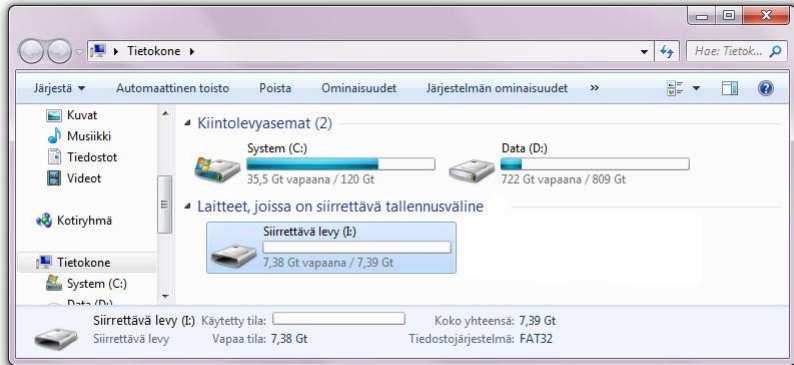 Tietokone
Hae: Tietok...
Järjestä Automaattinen toisto Poista Ominaisuudet Järjestelmän ominaisuudet »
Kuvat
Musiikki
Tiedostot
Videot
Kotiryhmä
Tietokone
System (C:)
Data (D:)
Kiintolevyasemat (2)
System (C:)
35,5 Gt vapaana / 120 Gt
Data (D:)
722 Gt vapaana / 809 Gt
Laitteet, joissa on siirrettävä tallennusväline
Siirrettävä levy (I:)
7,38 Gt vapaana / 7,39 Gt
Siirrettävä levy (I:) Käytetty tila: Koko yhteensä: 7,39 Gt
Siirrettävä levy Vapaa tila: 7,38 Gt Tiedostojärjestelmä: FAT32